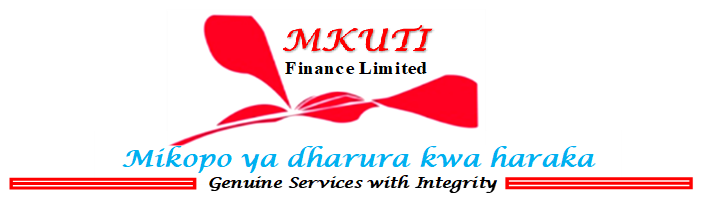 MKUTI
Finance Limited
Mikopo ya dharura kwa haraka
Genuine Services with Integrity